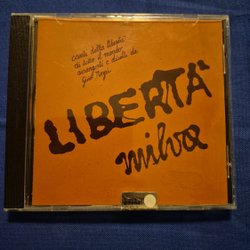 canti della libertà
di tutto il mondo
arrangiati e diretti da
Gino Negri
LIBERTÀ
milva